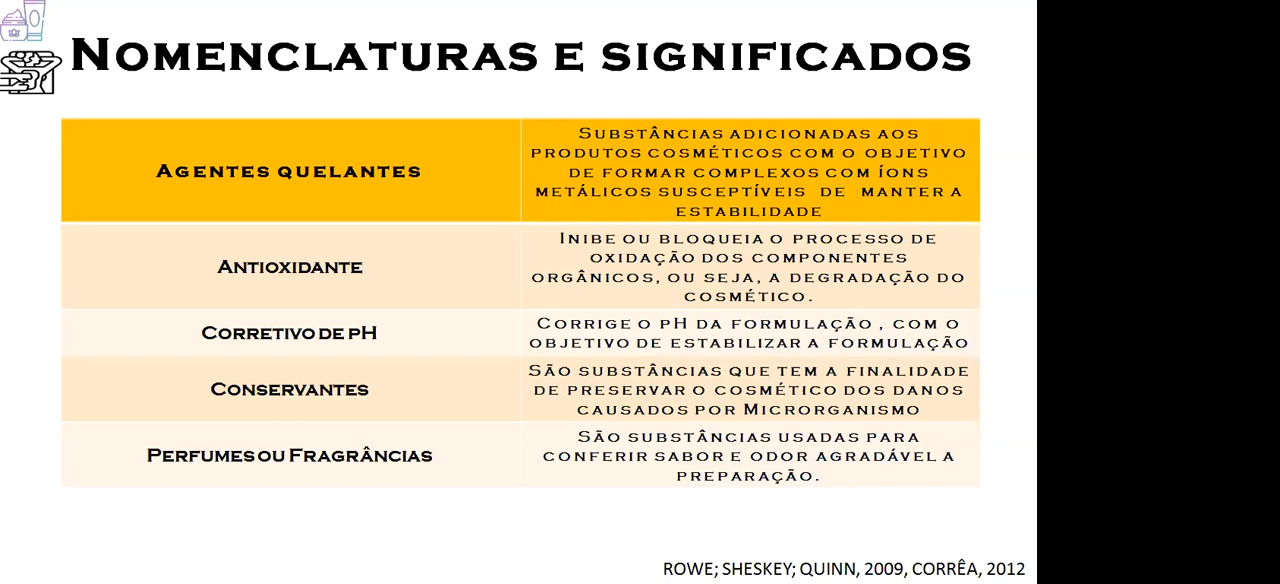 Nomenclaturas e significados
Agentes quelantes
Substâncias adicionadas aos
produtos cosméticos com o objetivo
de formar complexos com íons
metálicos susceptíveis de manter a
estabilidade
Antioxidante
Inibe ou bloqueia o processo de
oxidação dos componentes
orgânicos, ou seja, a degradação do
cosmético.
Corretivo de pH
Corrige o pH da formulação , com o
objetivo de estabilizar a formulação
Conservantes
São substâncias que tem a finalidade
de preservar o cosmético dos danos
causados por Microrganismo
Perfumes ou Fragrâncias
São substâncias usadas para
conferir sabor e odor agradável a
preparação.
ROWE; SHESKEY; QUINN, 2009, CORRÊA, 2012